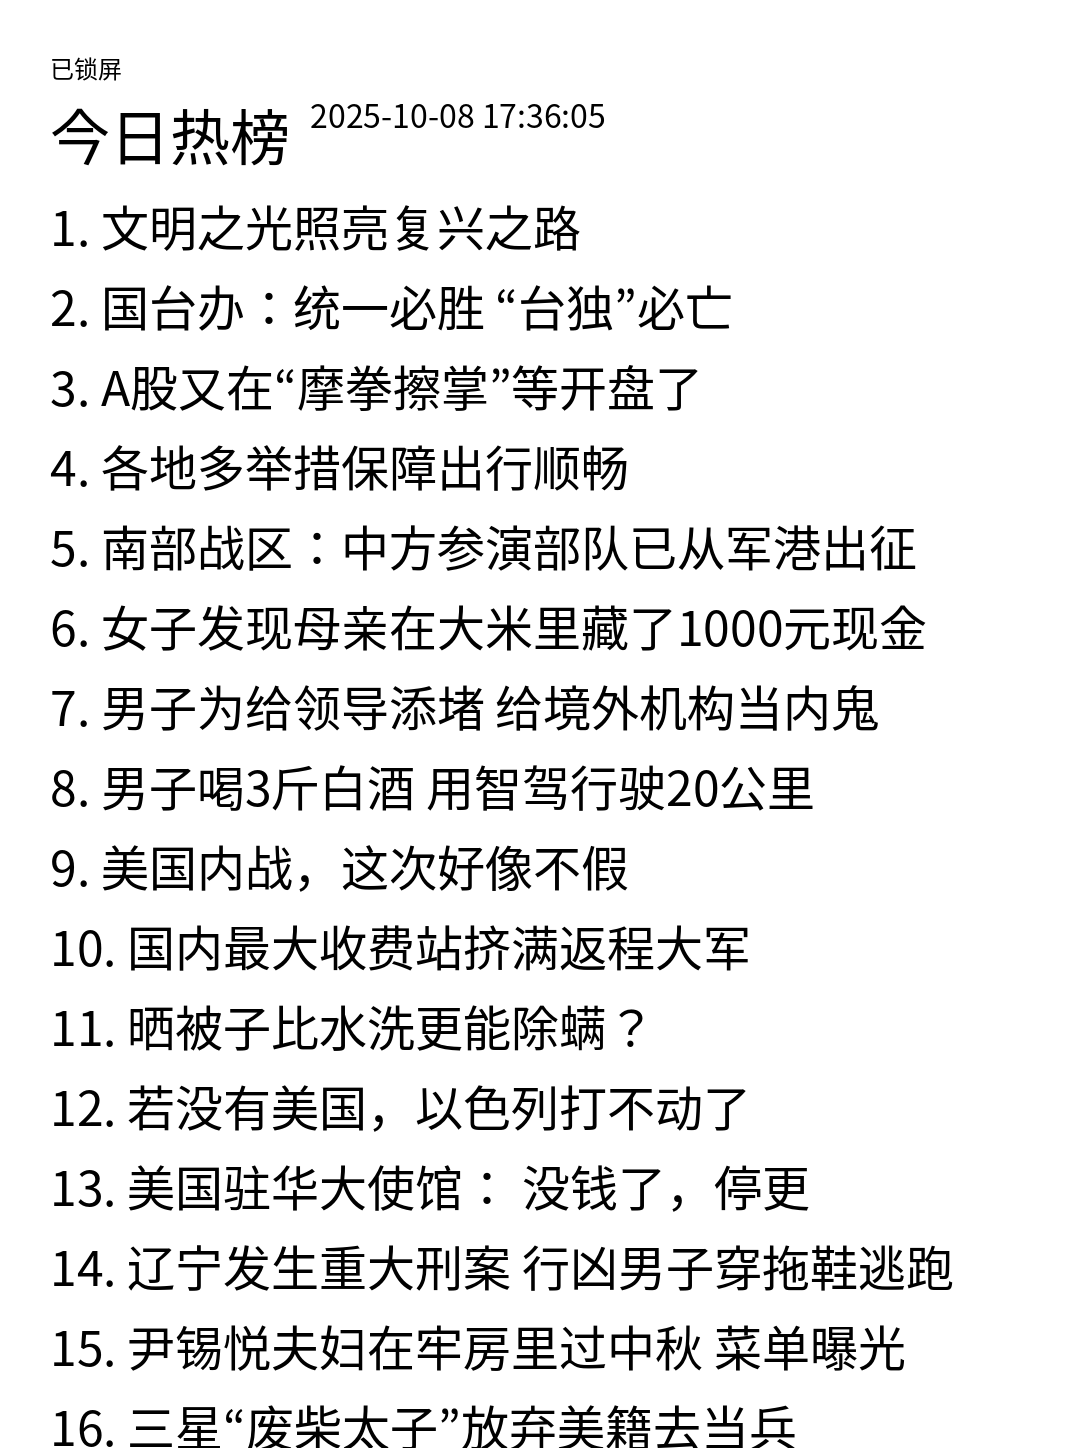 已锁屏
今日热榜 2025-10-08 17:36:05
1. 文明之光照亮复兴之路
2. 国台办：统一必胜 “台独”必亡
3. A股又在“摩拳擦掌”等开盘了
4. 各地多举措保障出行顺畅
5. 南部战区：中方参演部队已从军港出征
6. 女子发现母亲在大米里藏了1000元现金
7. 男子为给领导添堵 给境外机构当内鬼
8. 男子喝3斤白酒 用智驾行驶20公里
9. 美国内战，这次好像不假
10. 国内最大收费站挤满返程大军
11. 晒被子比水洗更能除螨？
12. 若没有美国，以色列打不动了
13. 美国驻华大使馆： 没钱了，停更
14. 辽宁发生重大刑案 行凶男子穿拖鞋逃跑
15. 尹锡悦夫妇在牢房里过中秋 菜单曝光
16. 三星“废柴太子”放弃美籍去当兵